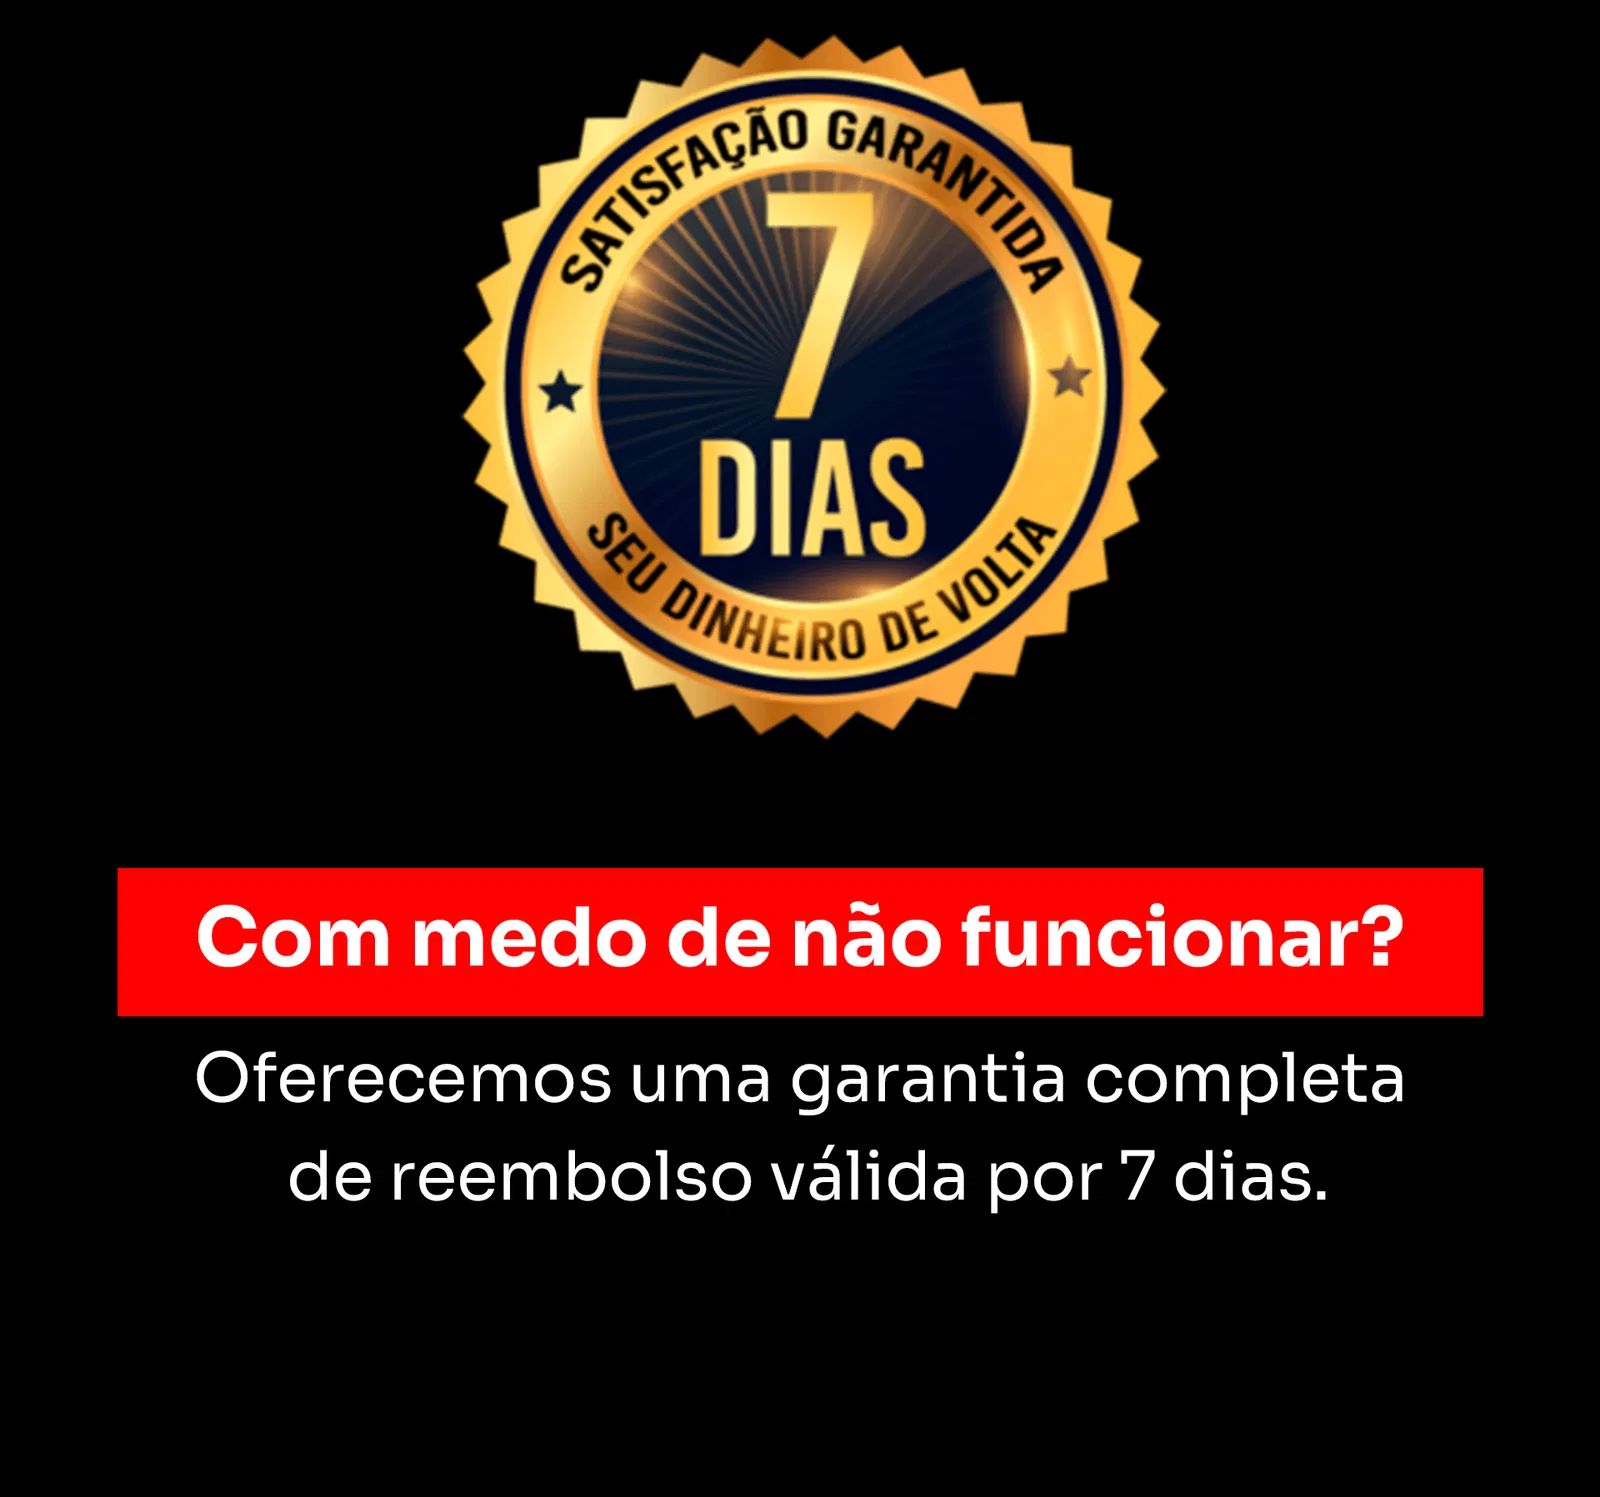 SATISFAÇÃO GARANTIDA
7
DIAS
SEU DINHEIRO DE VOLTA
Com medo de não funcionar?
Oferecemos uma garantia completa
de reembolso válida por 7 dias.